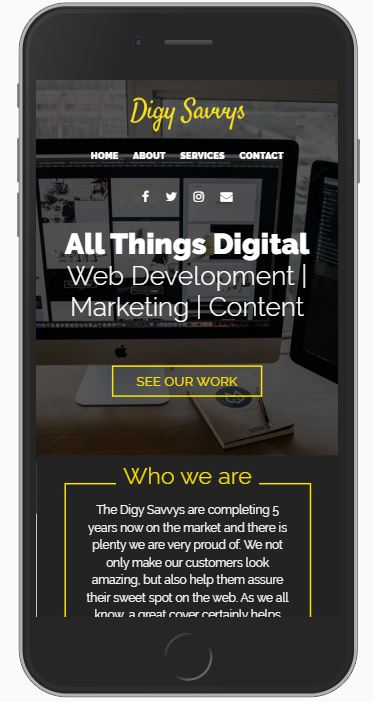 Digy Savvys
HOME ABOUT SERVICES CONTACT
All Things Digital
Web Development |
Marketing | Content
SEE OUR WORK
Who we are
The Digy Savvys are completing 5
years now on the market and there is
plenty we are very proud of. We not
only make our customers look
amazing, but also help them assure
their sweet spot on the web. As we all
know, a great cover certainly helps